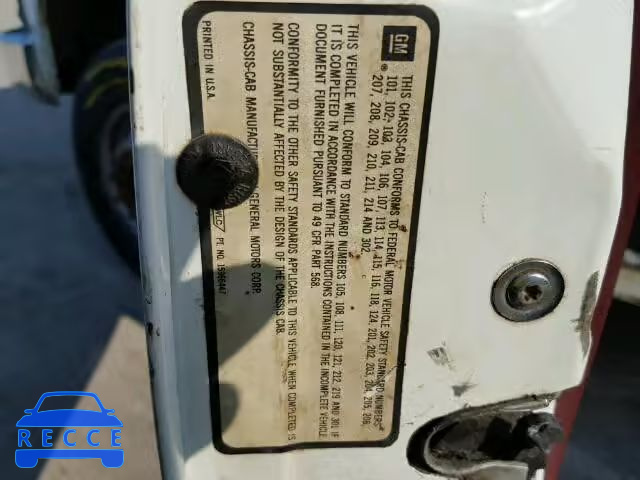 GM
®
THIS CHASSIS-CAB CONFORMS TO FEDERAL MOTOR VEHICLE SAFETY STANDARD NUMBERS
101, 102, 103, 104, 106, 107, 113, 114, 115, 116, 118, 124, 201, 202, 203, 204, 205, 206,
207, 208, 209, 210, 211, 214 AND 302.
THIS VEHICLE WILL CONFORM TO STANDARD NUMBERS 105, 108, 111, 120, 121, 212, 219 AND 301 IF
IT IS COMPLETED IN ACCORDANCE WITH THE INSTRUCTIONS CONTAINED IN THE INCOMPLETE VEHICLE
DOCUMENT FURNISHED PURSUANT TO 49 CFR PART 568.
CONFORMITY TO THE OTHER SAFETY STANDARDS APPLICABLE TO THIS VEHICLE WHEN COMPLETED IS
NOT SUBSTANTIALLY AFFECTED BY THE DESIGN OF THE CHASSIS CAB.
CHASSIS-CAB GENERAL MOTORS CORP.
PRINTED IN U.S.A. PT. NO.
RECCE